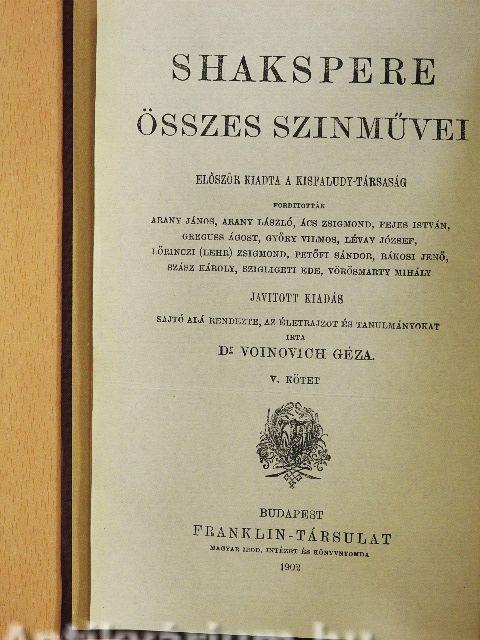 SHAKSPERE
ÖSSZES SZINMŰVEI
ELŐSZÖR KIADTA A KISFALUDY-TÁRSASÁG
FORDITOTTÁK
ARANY JÁNOS, ARANY LÁSZLÓ, ÁCS ZSIGMOND, FEJES ISTVÁN,
GREGUSS ÁGOST, GYŐRY VILMOS, LÉVAY JÓZSEF,
LŐRINCZI (LEHR) ZSIGMOND, PETŐFI SÁNDOR, RÁKOSI JENŐ,
SZÁSZ KÁROLY, SZIGLIGETI EDE, VÖRÖSMARTY MIHÁLY
JAVITOTT KIADÁS
SAJTÓ ALÁ RENDEZTE, AZ ÉLETRAJZOT ÉS TANULMÁNYOKAT
IRTA
Dr VOINOVICH GÉZA.
V. KÖTET
BUDAPEST
FRANKLIN-TÁRSULAT
MAGYAR IROD. INTÉZET ÉS KÖNYVNYOMDA
1902
Antikvárium.hu